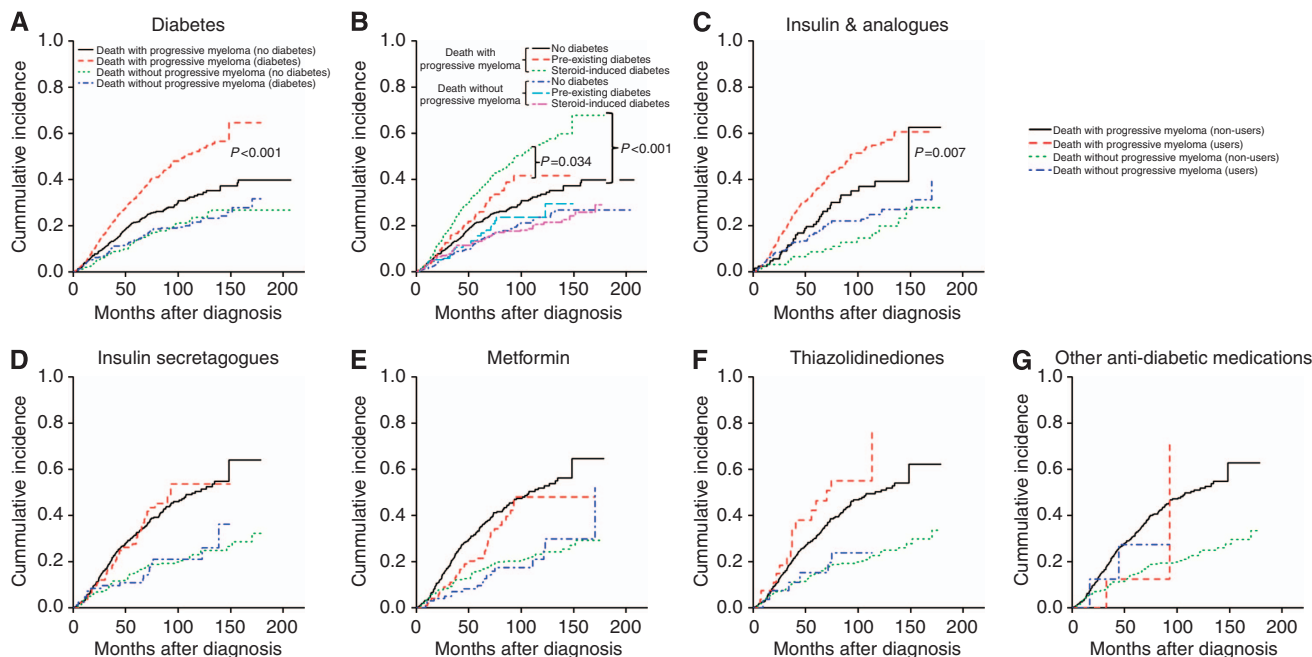 A Diabetes
1.0
0.8
0.6
0.4
0.2
0.0
Cummulative incidence
Death with progressive myeloma (no diabetes)
Death with progressive myeloma (diabetes)
Death without progressive myeloma (no diabetes)
Death without progressive myeloma (diabetes)
P<0.001
0 50 100 150 200
Months after diagnosis
B
1.0
0.8
0.6
0.4
0.2
0.0
Cummulative incidence
Death with
progressive myeloma
No diabetes
Pre-existing diabetes
Steroid-induced diabetes
Death without
progressive myeloma
No diabetes
Pre-existing diabetes
Steroid-induced diabetes
P=0.034
P<0.001
0 50 100 150 200
Months after diagnosis
C Insulin & analogues
1.0
0.8
0.6
0.4
0.2
0.0
Cummulative incidence
P=0.007
0 50 100 150 200
Months after diagnosis
Death with progressive myeloma (non-users)
Death with progressive myeloma (users)
Death without progressive myeloma (non-users)
Death without progressive myeloma (users)
D Insulin secretagogues
1.0
0.8
0.6
0.4
0.2
0.0
Cummulative incidence
0 50 100 150 200
Months after diagnosis
E Metformin
1.0
0.8
0.6
0.4
0.2
0.0
Cummulative incidence
0 50 100 150 200
Months after diagnosis
F Thiazolidinediones
1.0
0.8
0.6
0.4
0.2
0.0
Cummulative incidence
0 50 100 150 200
Months after diagnosis
G Other anti-diabetic medications
1.0
0.8
0.6
0.4
0.2
0.0
Cummulative incidence
0 50 100 150 200
Months after diagnosis